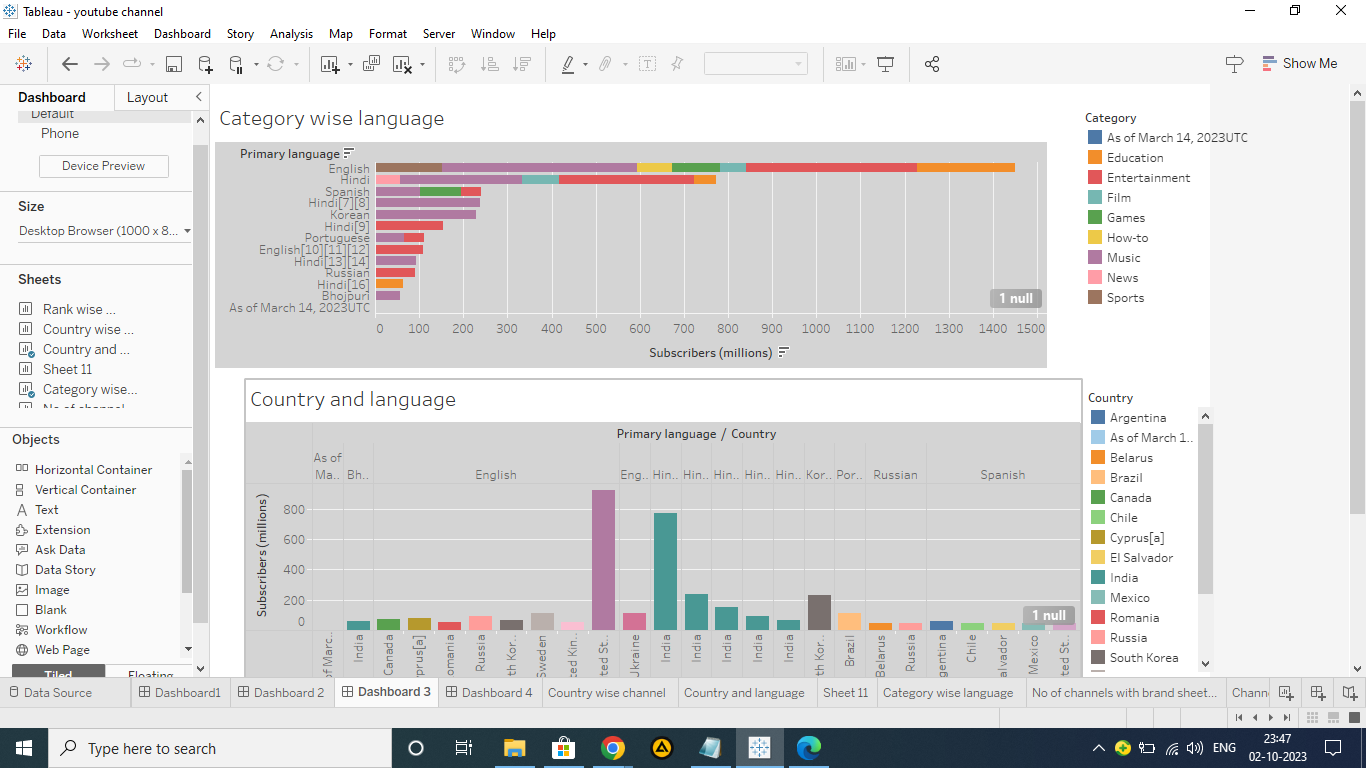 Tableau - youtube channel
File Data Worksheet Dashboard Story Analysis Map Format Server Window Help
Show Me
Dashboard Layout
Default
Phone
Device Preview
Size
Desktop Browser (1000 x 8...
Sheets
Rank wise ...
Country wise ...
Country and ...
Sheet 11
Category wise...
No of channel
Objects
Horizontal Container
Vertical Container
Text
Extension
Ask Data
Data Story
Image
Blank
Workflow
Web Page
Tiled Floating
Category wise language
Primary language
English
Hindi
Spanish
Hindi[7][8]
Korean
Hindi[9]
Portuguese
English[10][11][12]
Hindi[13][14]
Russian
Hindi[16]
Bhojpuri
As of March 14, 2023UTC
1 null
0 100 200 300 400 500 600 700 800 900 1000 1100 1200 1300 1400 1500
Subscribers (millions)
Category
As of March 14, 2023UTC
Education
Entertainment
Film
Games
How-to
Music
News
Sports
Country and language
Primary language / Country
As of
Ma.. Bh.. English Eng.. Hin.. Hin.. Hin.. Hin.. Hin.. Kor.. Por.. Russian Spanish
Subscribers (millions)
800
600
400
200
0
1 null
of Marc..
India
Canada
yprus[a]
omania
Russia
th Kor..
Sweden
ted Kin..
ted St..
Ukraine
India
India
India
India
India
th Kor..
Brazil
Belarus
Russia
gentina
Chile
alvador
Mexico
ted St..
Country
Argentina
As of March 1..
Belarus
Brazil
Canada
Chile
Cyprus[a]
El Salvador
India
Mexico
Romania
Russia
South Korea
Data Source Dashboard1 Dashboard 2 Dashboard 3 Dashboard 4 Country wise channel Country and language Sheet 11 Category wise language No of channels with brand sheet... Chann
Type here to search
ENG
23:47
02-10-2023